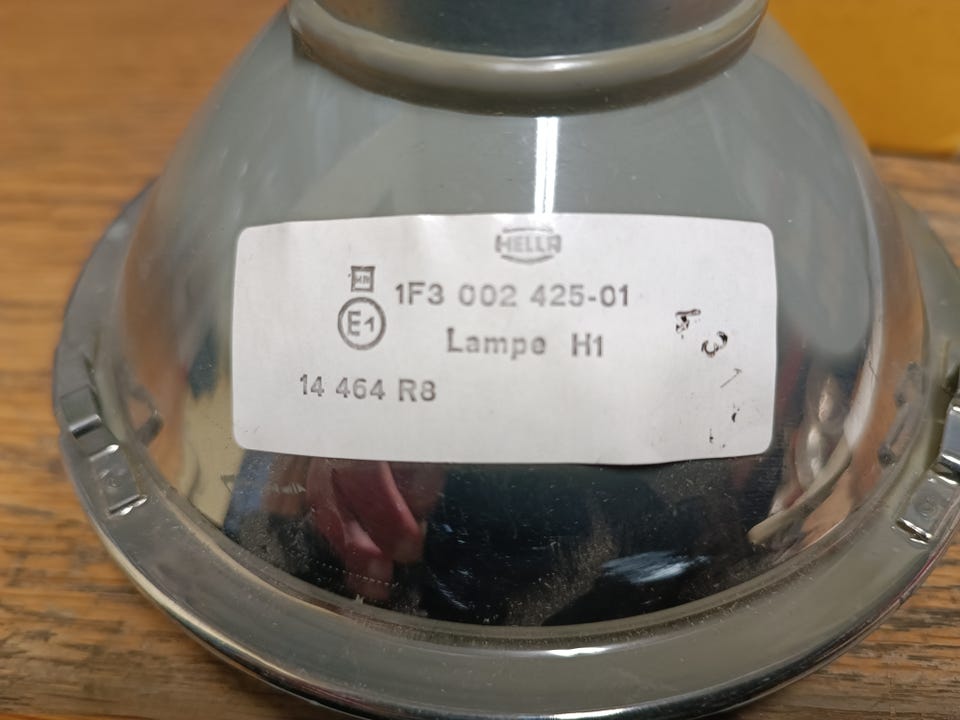 HELLA
1F3 002 425-01
E1
Lampe H1
14 464 R8